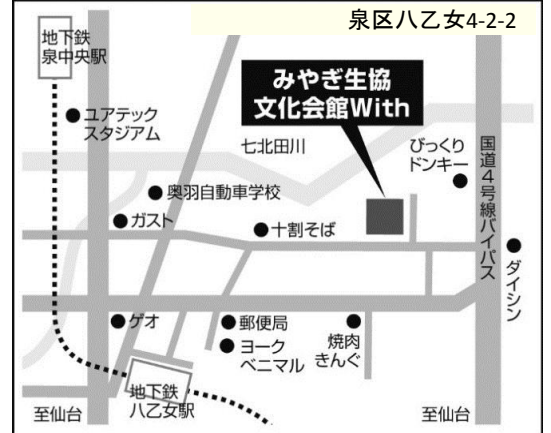 泉区八乙女4-2-2
地下鉄
泉中央駅
みやぎ生協
文化会館With
ユアテック
スタジアム
七北田川
びっくり
ドンキー
国道4号線バイパス
奥羽自動車学校
ガスト
十割そば
ダイシン
ゲオ
郵便局
ヨーク
ベニマル
焼肉
きんぐ
地下鉄
八乙女駅
至仙台
至仙台